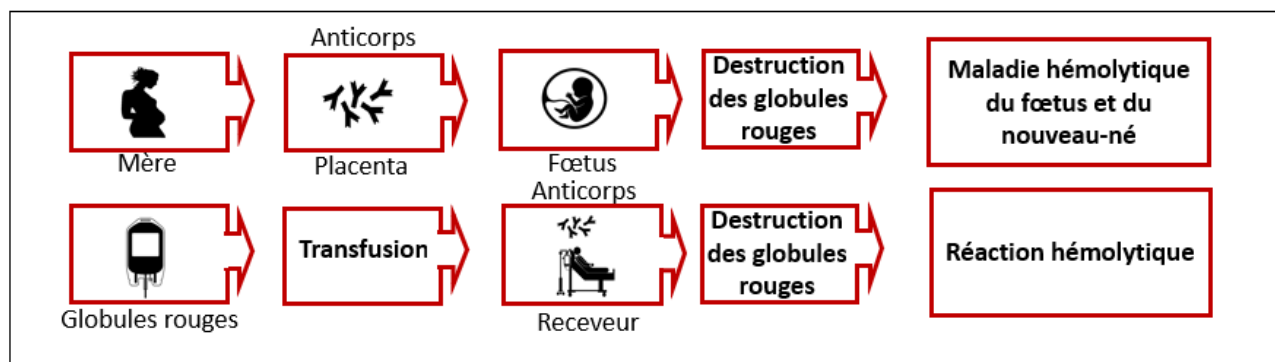 Anticorps
Mère
Placenta
Fœtus
Destruction
des globules
rouges
Maladie hémolytique
du fœtus et du
nouveau-né
Globules rouges
Transfusion
Anticorps
Receveur
Destruction
des globules
rouges
Réaction hémolytique